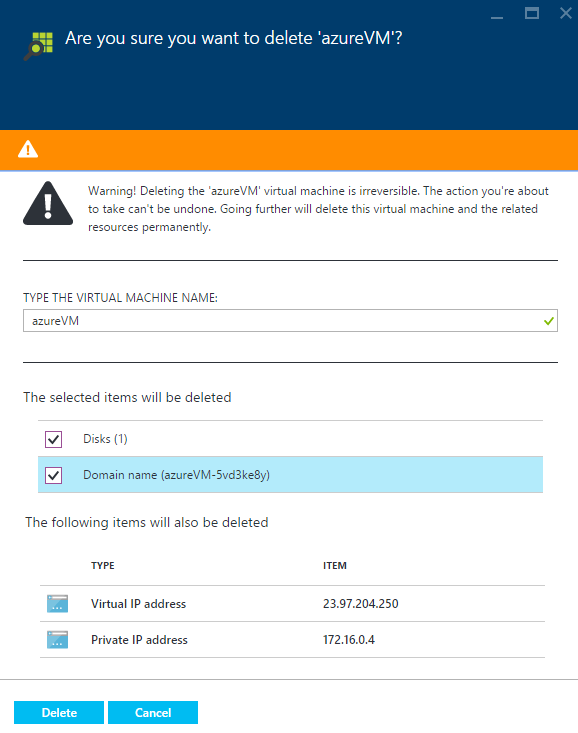 Are you sure you want to delete 'azureVM'?
Warning! Deleting the 'azureVM' virtual machine is irreversible. The action you're about
to take can't be undone. Going further will delete this virtual machine and the related
resources permanently.
TYPE THE VIRTUAL MACHINE NAME:
azureVM
The selected items will be deleted
Disks (1)
Domain name (azureVM-5vd3ke8y)
The following items will also be deleted
TYPE ITEM
Virtual IP address 23.97.204.250
Private IP address 172.16.0.4
Delete Cancel